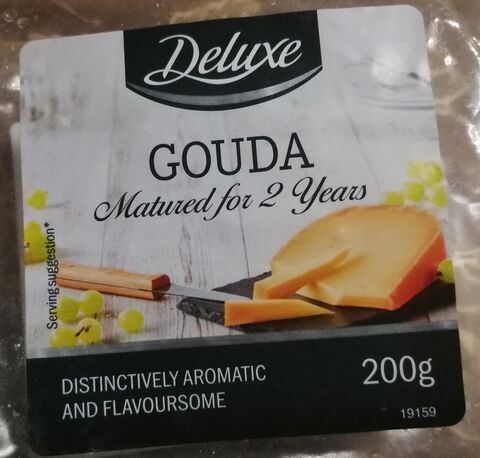 Deluxe
GOUDA
Matured for 2 Years
Serving suggestion*
DISTINCTIVELY AROMATIC
AND FLAVOURSOME
200g
19159